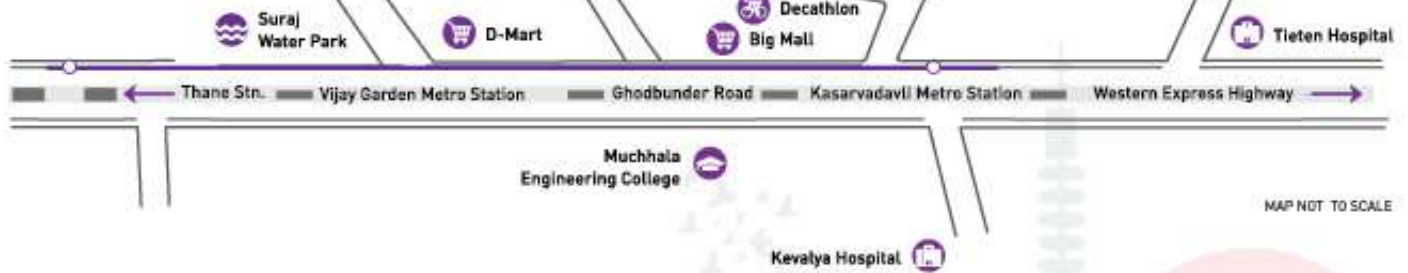 Decathlon
Suraj
Water Park
D-Mart
Big Mall
Tieten Hospital
Thane Stn.
Vijay Garden Metro Station
Ghodbunder Road
Kasarvadavli Metro Station
Western Express Highway
Muchhala
Engineering College
MAP NOT TO SCALE
Kevalya Hospital